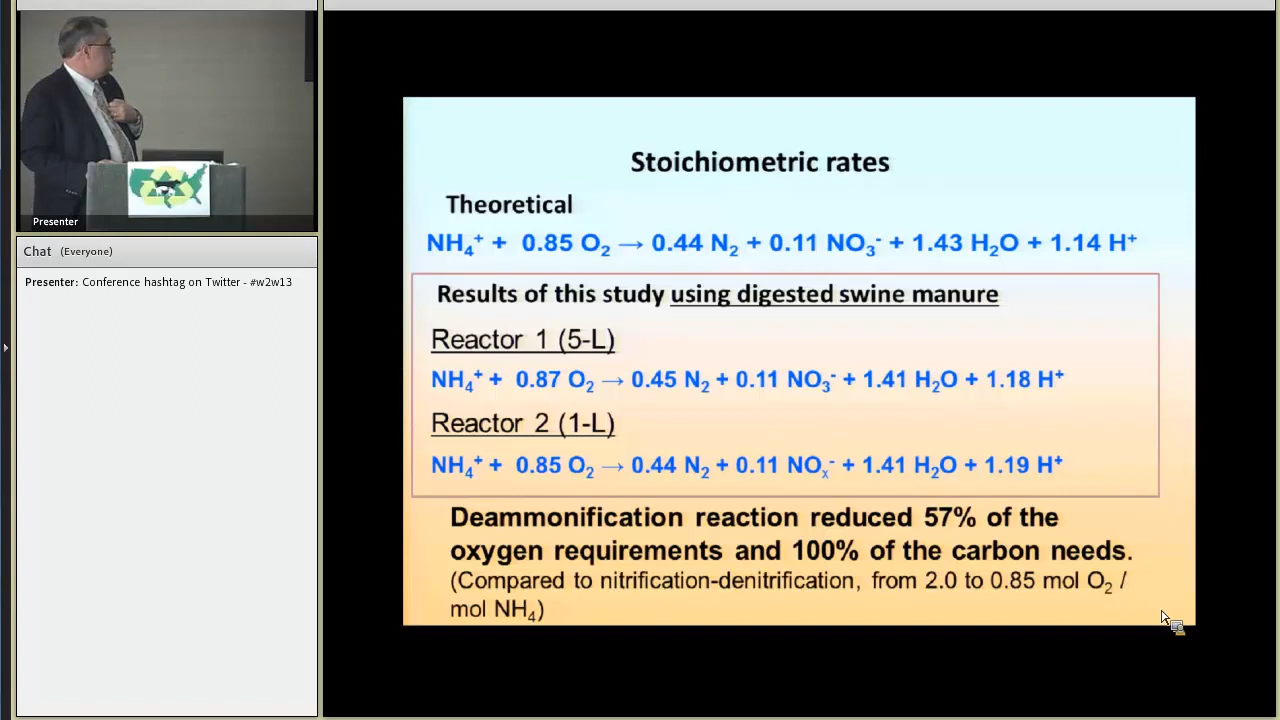 Presenter
Chat (Everyone)
Presenter: Conference hashtag on Twitter - #w2w13
Stoichiometric rates
Theoretical
NH₄⁺ + 0.85 O₂ → 0.44 N₂ + 0.11 NO₃⁻ + 1.43 H₂O + 1.14 H⁺
Results of this study using digested swine manure
Reactor 1 (5-L)
NH₄⁺ + 0.87 O₂ → 0.45 N₂ + 0.11 NO₃⁻ + 1.41 H₂O + 1.18 H⁺
Reactor 2 (1-L)
NH₄⁺ + 0.85 O₂ → 0.44 N₂ + 0.11 NOₓ⁻ + 1.41 H₂O + 1.19 H⁺
Deammonification reaction reduced 57% of the
oxygen requirements and 100% of the carbon needs.
(Compared to nitrification-denitrification, from 2.0 to 0.85 mol O₂ /
mol NH₄)